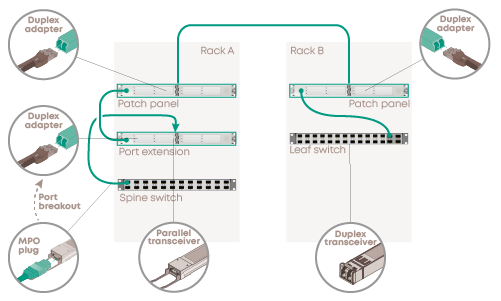 Duplex
adapter
Rack A
Rack B
Duplex
adapter
Patch panel
Patch panel
Duplex
adapter
Port extension
Leaf switch
Port
breakout
Spine switch
MPO
plug
Parallel
transceiver
Duplex
transceiver